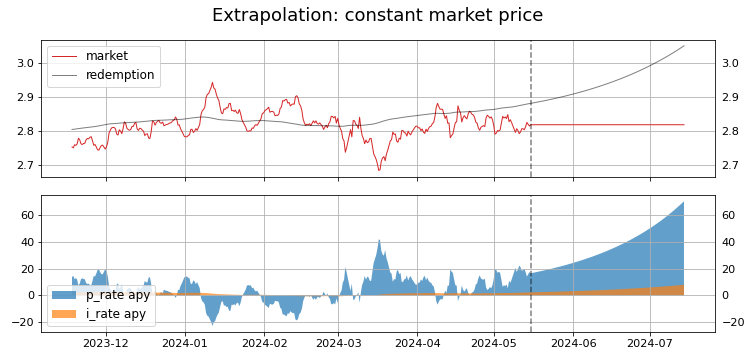 Extrapolation: constant market price
market
redemption
3.0 3.0
2.9 2.9
2.8 2.8
2.7 2.7
60 60
40 40
20 20
0 0
−20 −20
p_rate apy
i_rate apy
2023-12 2024-01 2024-02 2024-03 2024-04 2024-05 2024-06 2024-07